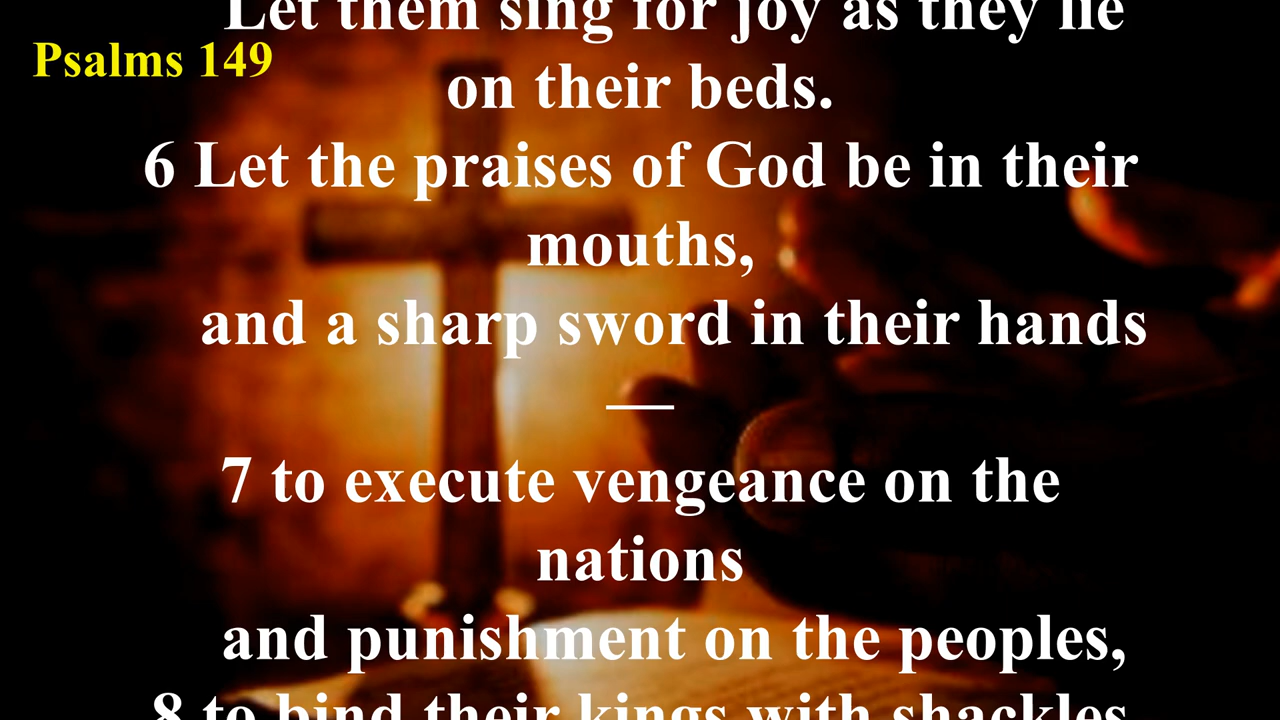 Let them sing for joy as they lie
Psalms 149
on their beds.
6 Let the praises of God be in their
mouths,
and a sharp sword in their hands
—
7 to execute vengeance on the
nations
and punishment on the peoples,
8 to bind their kings with shackles